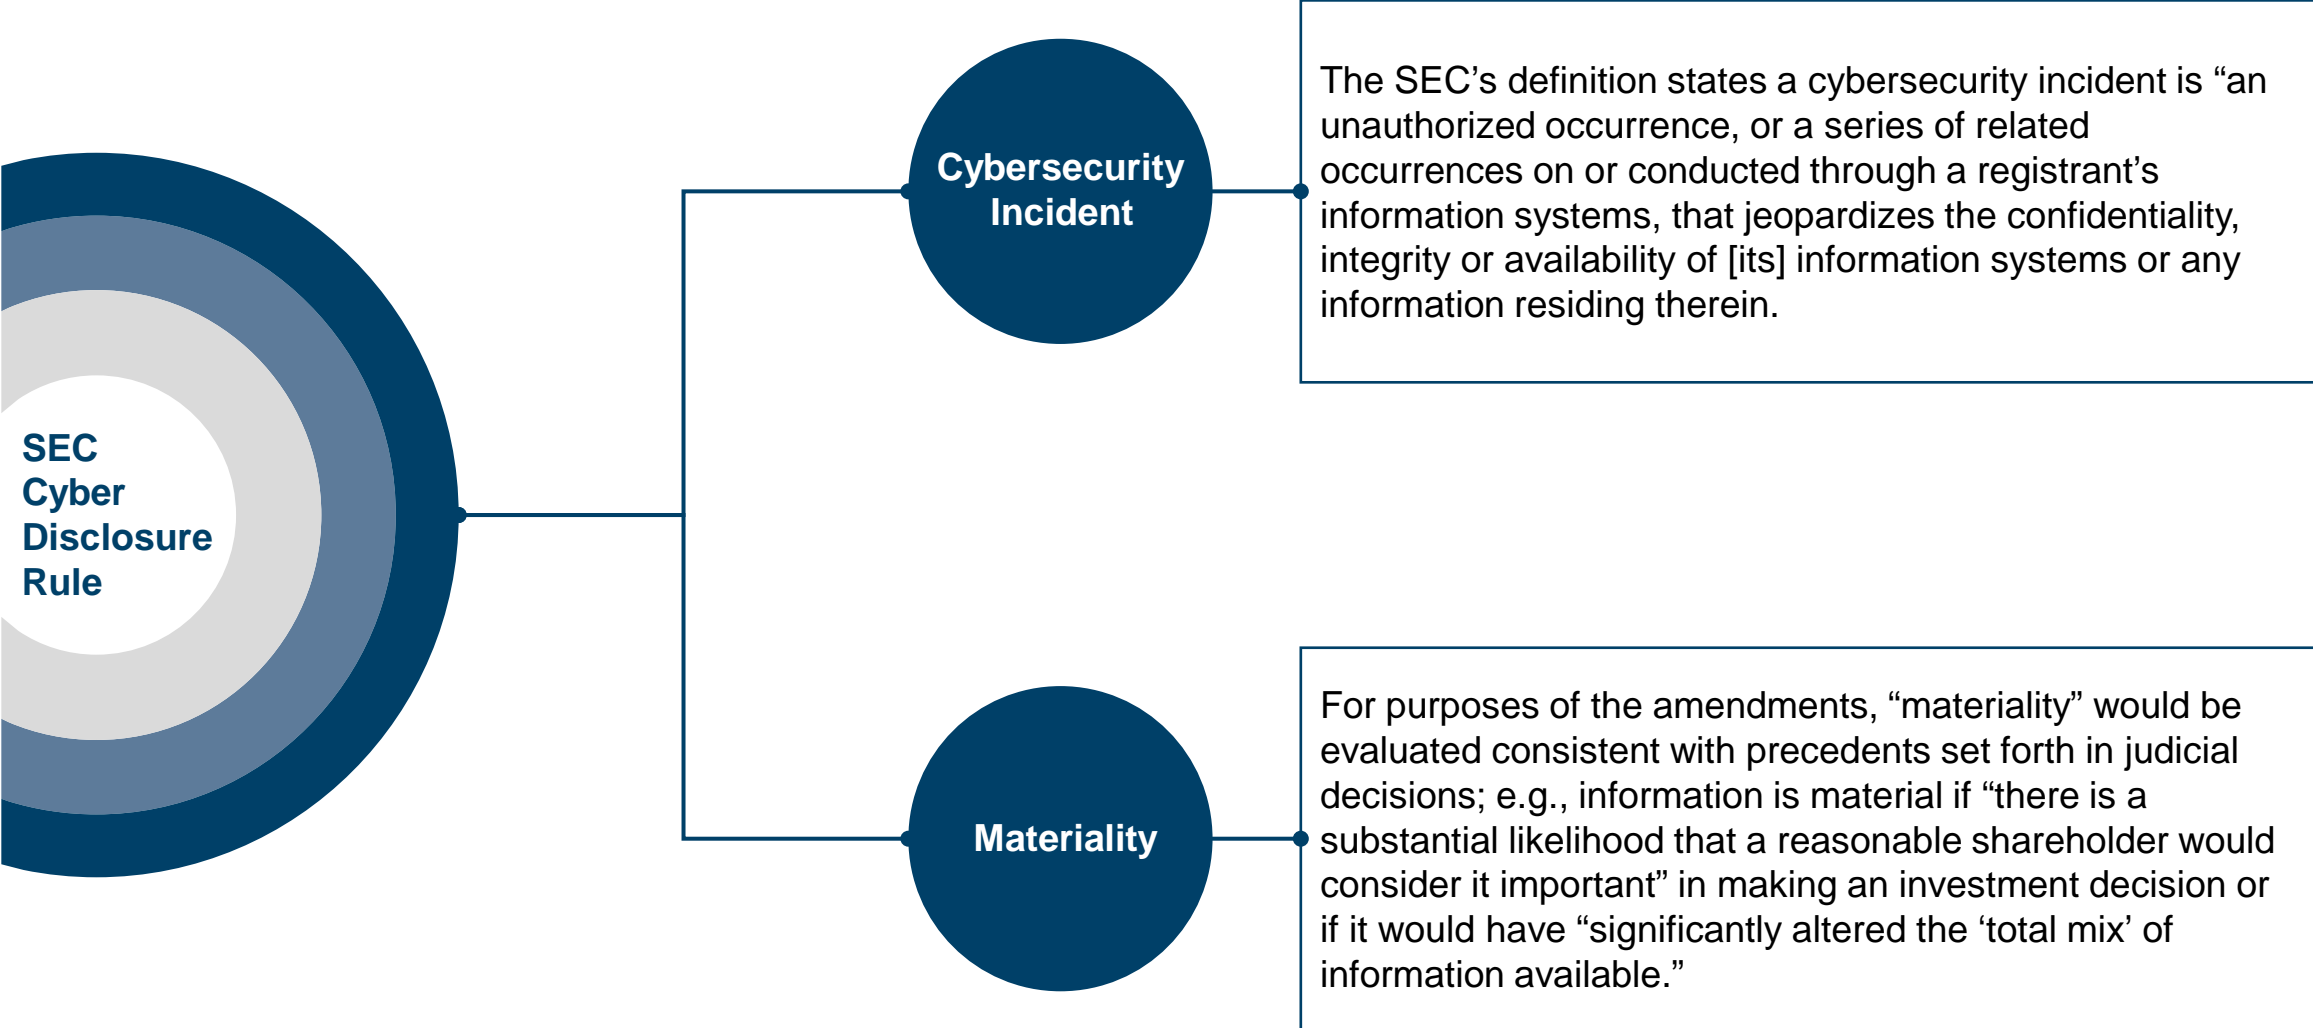 SEC
Cyber
Disclosure
Rule
Cybersecurity
Incident
The SEC’s definition states a cybersecurity incident is “an
unauthorized occurrence, or a series of related
occurrences on or conducted through a registrant’s
information systems, that jeopardizes the confidentiality,
integrity or availability of [its] information systems or any
information residing therein.
Materiality
For purposes of the amendments, “materiality” would be
evaluated consistent with precedents set forth in judicial
decisions; e.g., information is material if “there is a
substantial likelihood that a reasonable shareholder would
consider it important” in making an investment decision or
if it would have “significantly altered the ‘total mix’ of
information available.”